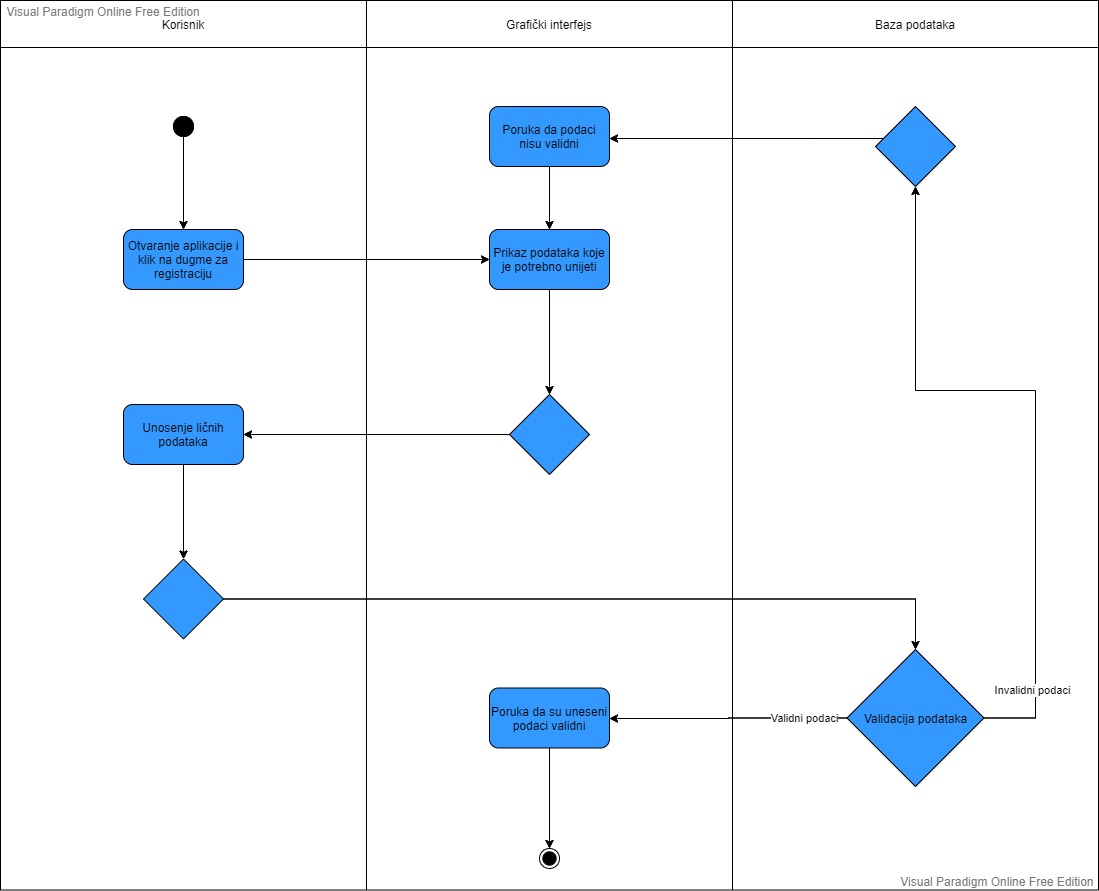 Visual Paradigm Online Free Edition
Korisnik
Grafički interfejs
Baza podataka
Poruka da podaci
nisu validni
Otvaranje aplikacije i
klik na dugme za
registraciju
Prikaz podataka koje
je potrebno unijeti
Unosenje ličnih
podataka
Invalidni podaci
Poruka da su uneseni
podaci validni
Validni podaci
Validacija podataka
Visual Paradigm Online Free Edition